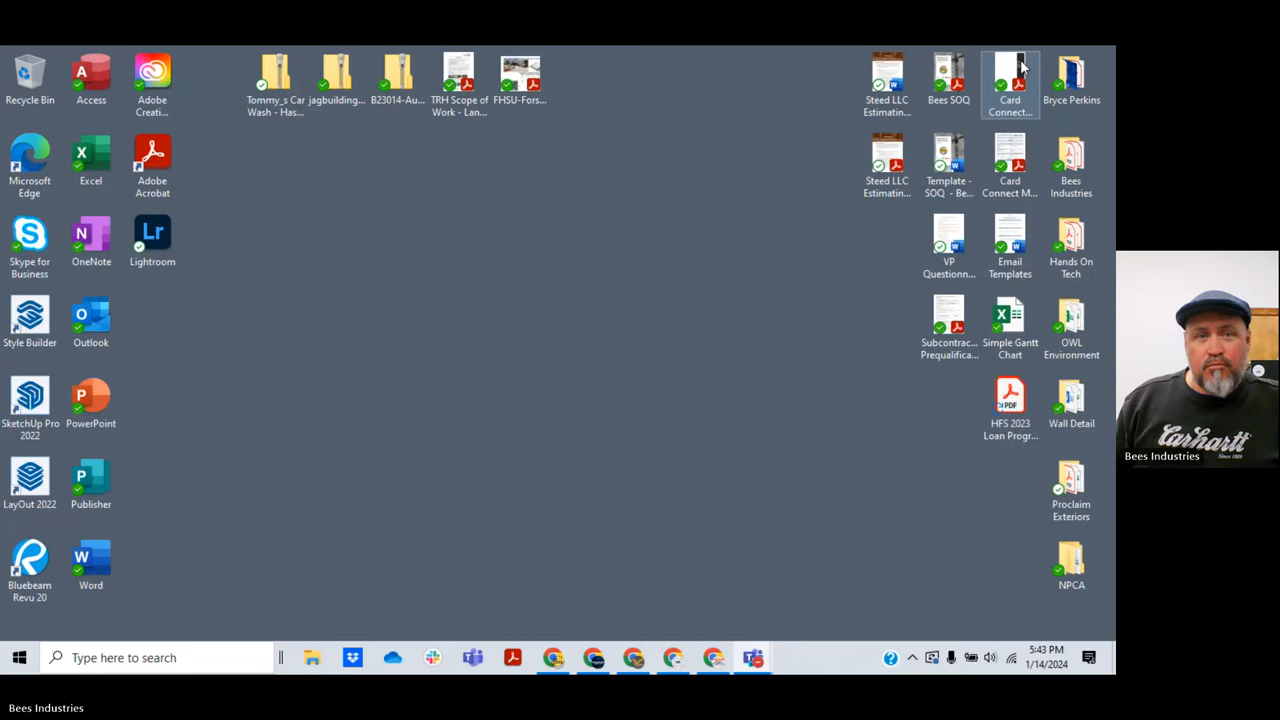 Recycle Bin
Access
Adobe
Creati...
Tommy_s Car
Wash - Has...
jagbuilding...
B23014-Au...
TRH Scope of
Work - Lan...
FHSU-Fors...
Steed LLC
Estimatin...
Bees SOQ
Card
Connect...
Bryce Perkins
Microsoft
Edge
Excel
Adobe
Acrobat
Steed LLC
Estimatin...
Template -
SOQ - Be...
Card
Connect M...
Bees
Industries
Skype for
Business
OneNote
Lr
Lightroom
VP
Questionn...
Email
Templates
Hands On
Tech
Style Builder
Outlook
Subcontrac...
Prequalifica...
Simple Gantt
Chart
OWL
Environment
SketchUp Pro
2022
PowerPoint
PDF
HFS 2023
Loan Progr...
Wall Detail
LayOut 2022
Publisher
Proclaim
Exteriors
Bluebeam
Revu 20
Word
NPCA
Carhartt
Bees Industries
Type here to search
5:43 PM
1/14/2024
Bees Industries